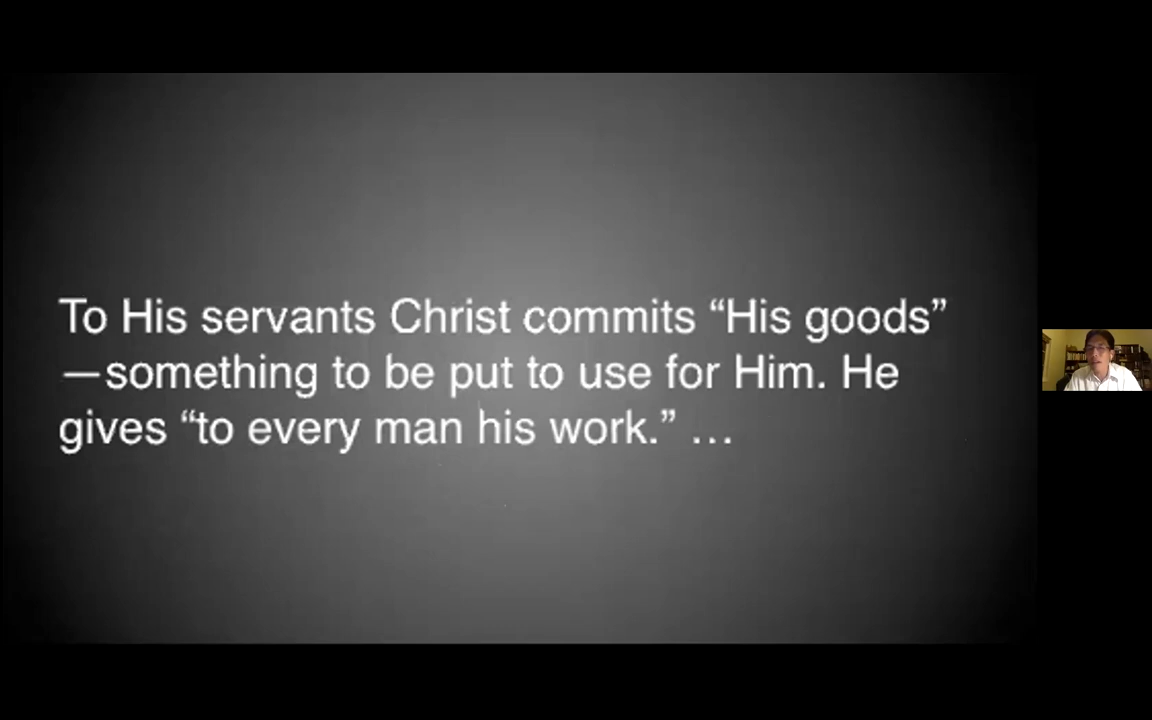 To His servants Christ commits “His goods”
—something to be put to use for Him. He
gives “to every man his work.” …